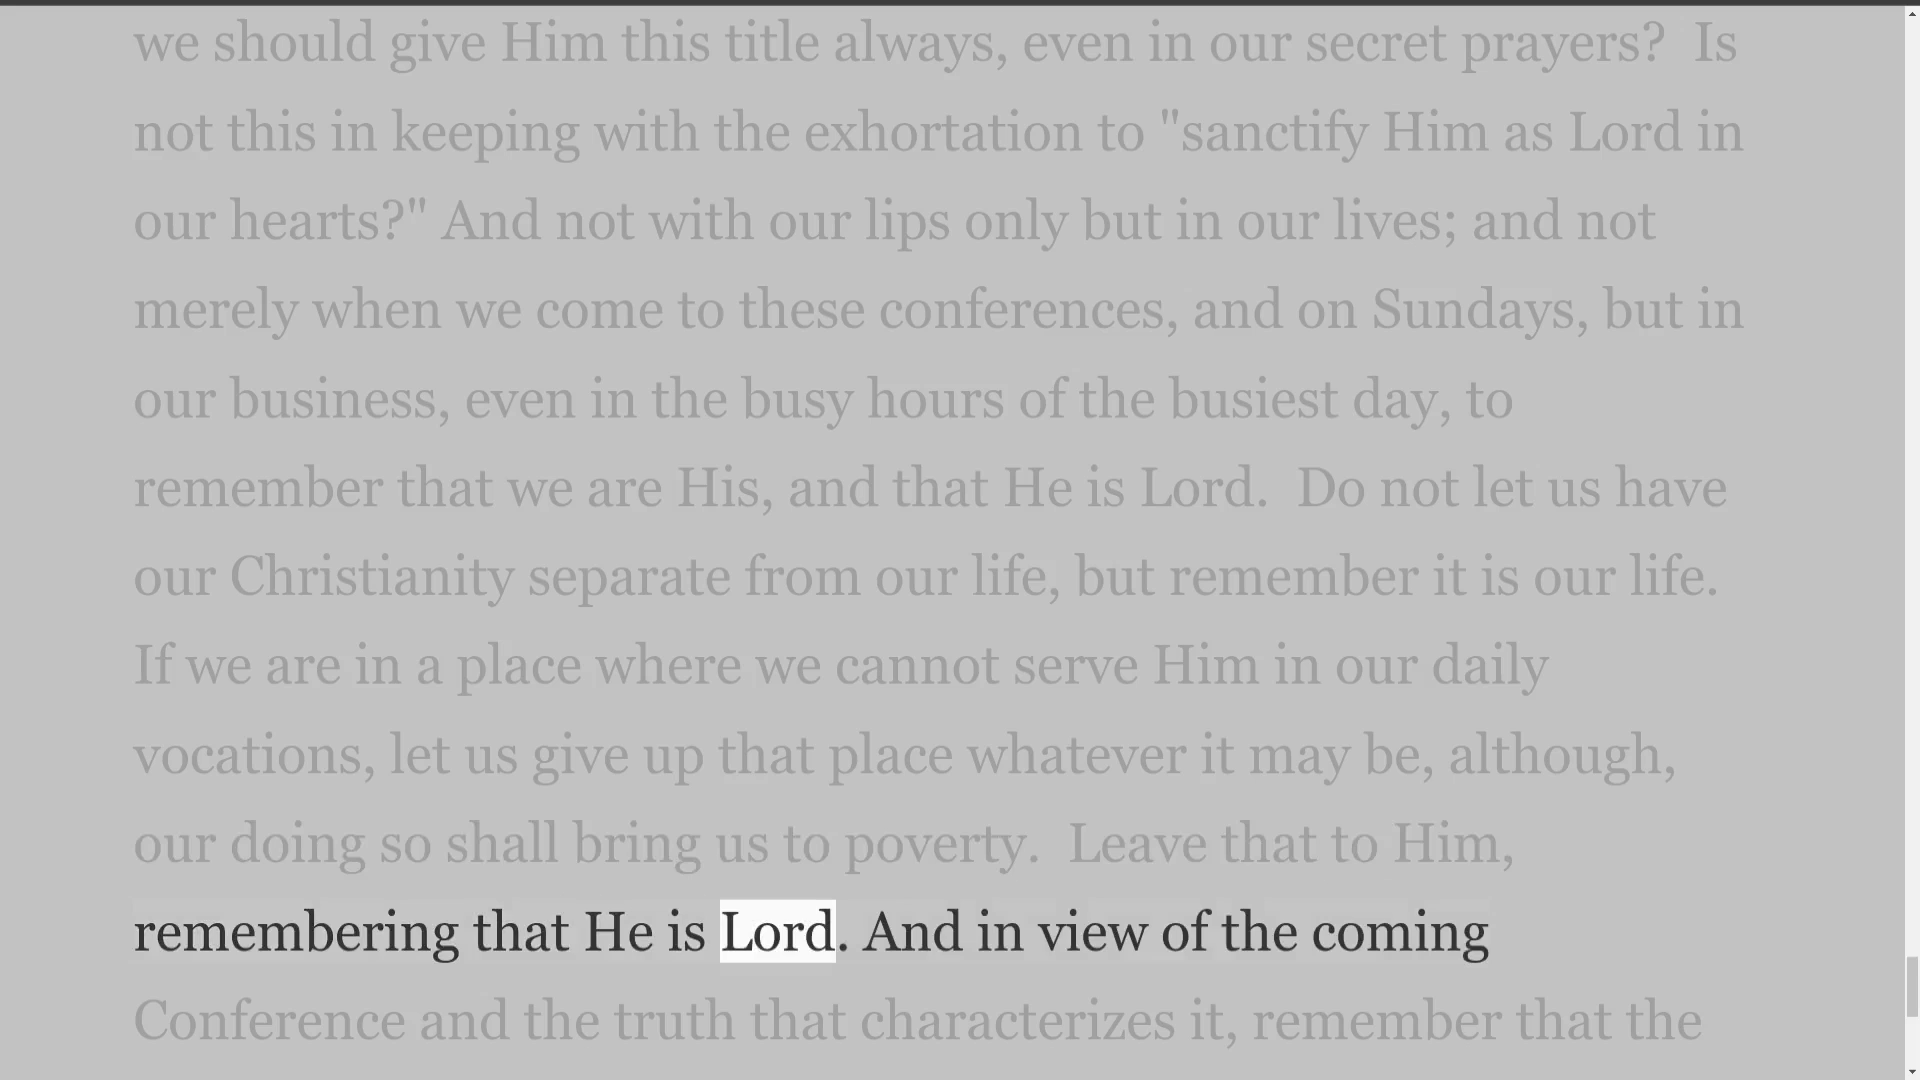 we should give Him this title always, even in our secret prayers?  Is
not this in keeping with the exhortation to "sanctify Him as Lord in
our hearts?" And not with our lips only but in our lives; and not
merely when we come to these conferences, and on Sundays, but in
our business, even in the busy hours of the busiest day, to
remember that we are His, and that He is Lord.  Do not let us have
our Christianity separate from our life, but remember it is our life.
If we are in a place where we cannot serve Him in our daily
vocations, let us give up that place whatever it may be, although,
our doing so shall bring us to poverty.  Leave that to Him,
remembering that He is Lord. And in view of the coming
Conference and the truth that characterizes it, remember that the